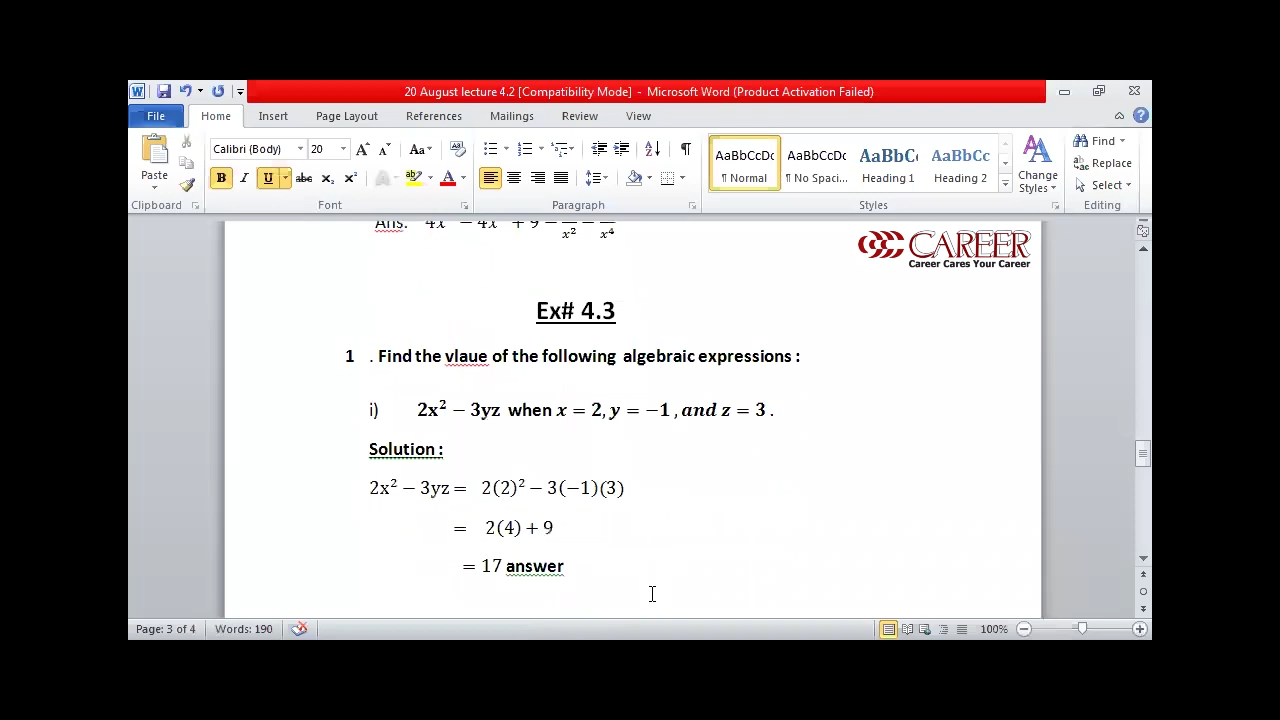 20 August lecture 4.2 [Compatibility Mode] - Microsoft Word (Product Activation Failed)
File Home Insert Page Layout References Mailings Review View
Paste
Calibri (Body) 20
AaBbCcDc AaBbCcDc AaBbCc AaBbCc
¶ Normal ¶ No Spaci... Heading 1 Heading 2
Change Styles
Find
Replace
Select
Clipboard Font Paragraph Styles Editing
CAREER
Career Cares Your Career
Ex# 4.3
1 . Find the vlaue of the following algebraic expressions :
i) 2x² − 3yz when x = 2, y = −1 , and z = 3 .
Solution :
2x² − 3yz = 2(2)² − 3(−1)(3)
= 2(4) + 9
= 17 answer
Page: 3 of 4 Words: 190 100%